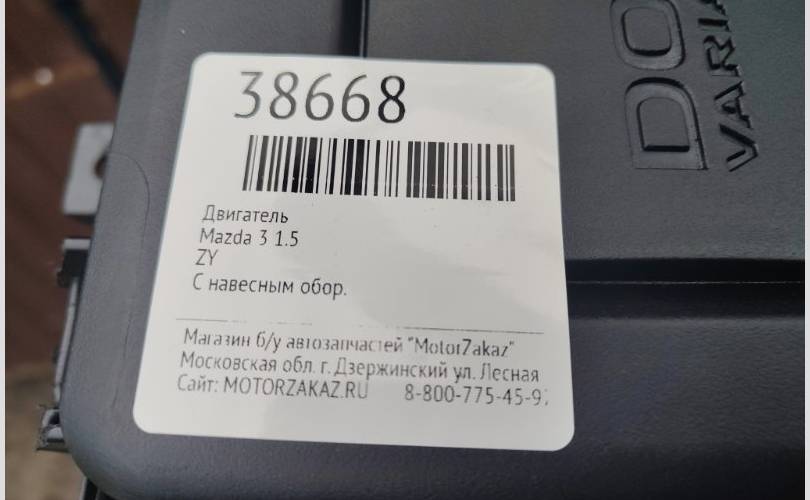 38668
Двигатель
Mazda 3 1.5
ZY
С навесным обор.
Магазин б/у автозапчастей "MotorZakaz"
Московская обл. г. Дзержинский ул. Лесная
Сайт: MOTORZAKAZ.RU 8-800-775-45-9
DO
VARIA